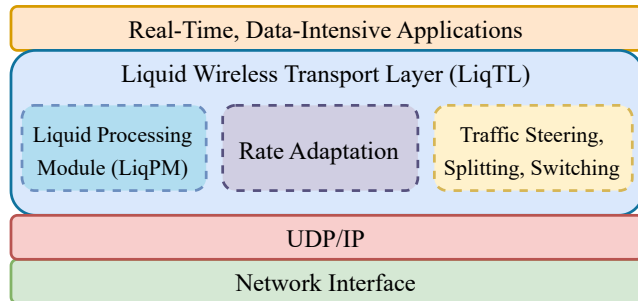 Real-Time, Data-Intensive Applications
Liquid Wireless Transport Layer (LiqTL)
Liquid Processing
Module (LiqPM)
Rate Adaptation
Traffic Steering,
Splitting, Switching
UDP/IP
Network Interface